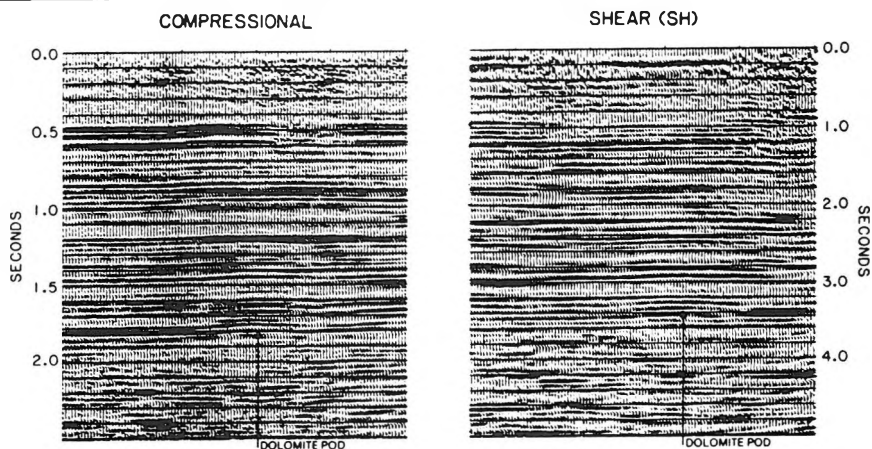 COMPRESSIONAL
SHEAR (SH)
0.0
0.5
1.0
1.5
2.0
SECONDS
DOLOMITE POD
0.0
1.0
2.0
3.0
4.0
SECONDS
DOLOMITE POD